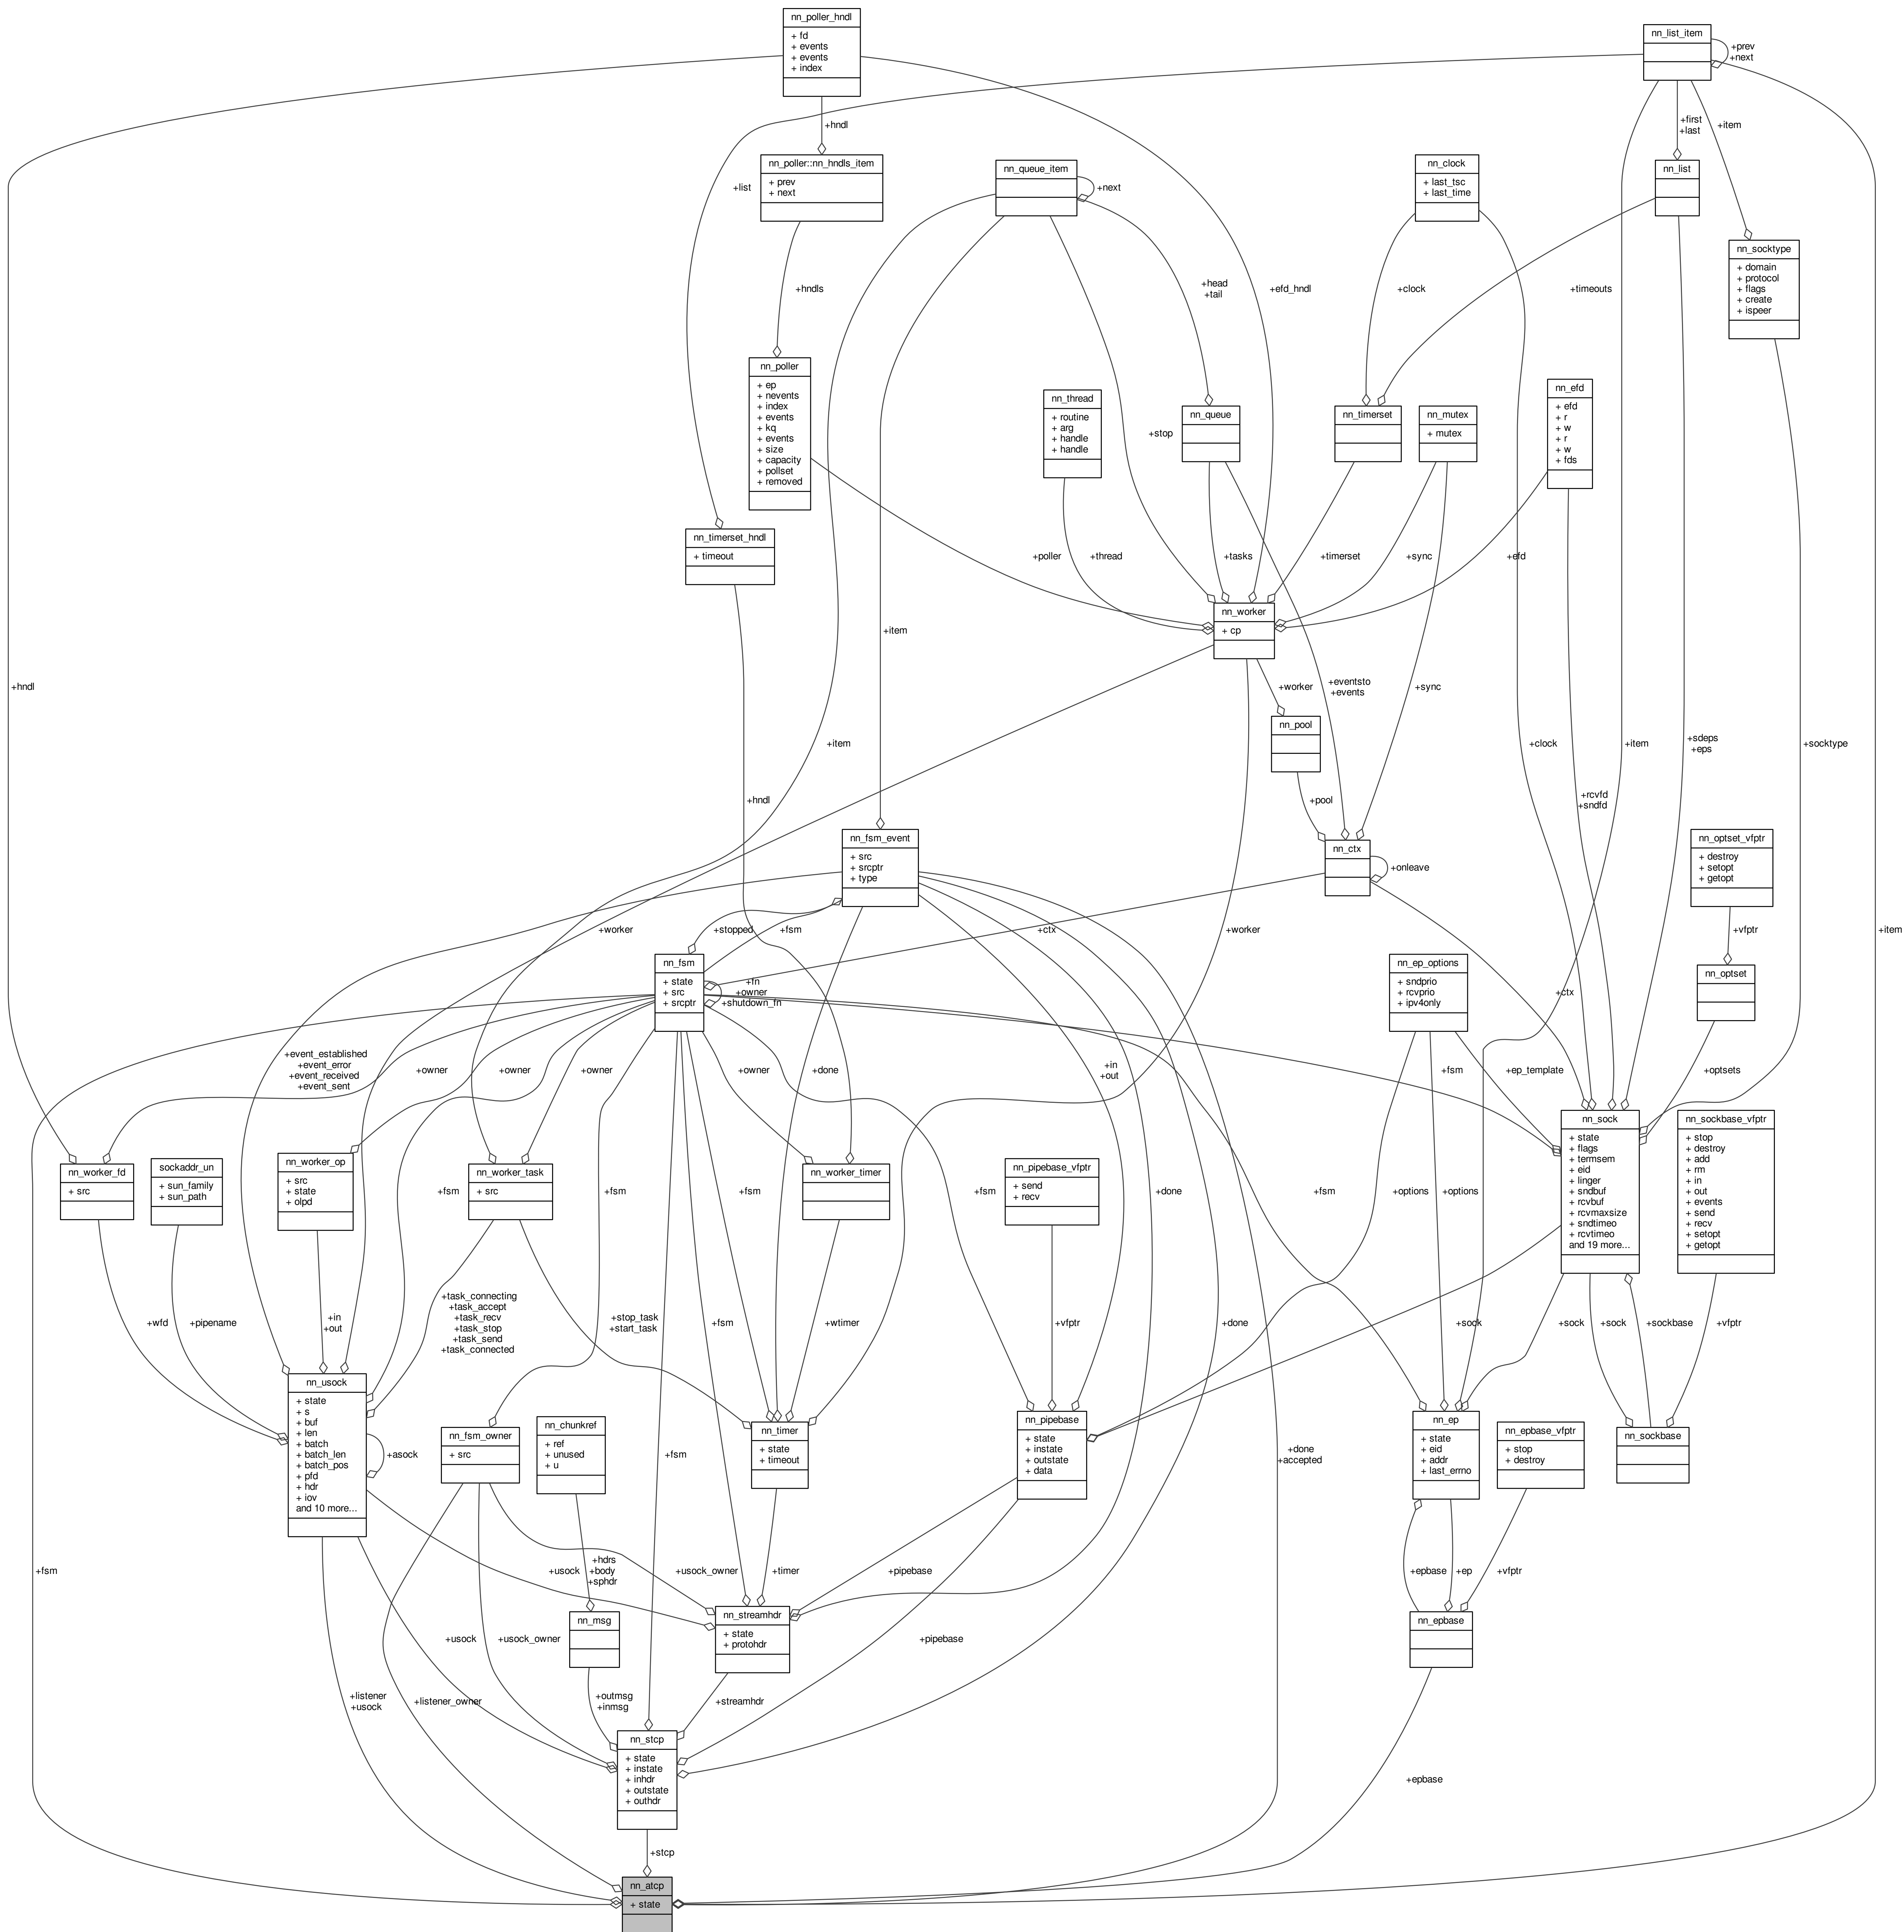 nn_poller_hndl
+ fd
+ events
+ events
+ index
nn_list_item
+prev
+next
+hndl
+first
+last
+item
nn_poller::nn_hndls_item
+ prev
+ next
nn_queue_item
+next
nn_clock
+ last_tsc
+ last_time
nn_list
+list
nn_socktype
+ domain
+ protocol
+ flags
+ create
+ ispeer
+hndls
+head
+tail
+efd_hndl
+clock
+timeouts
nn_poller
+ ep
+ nevents
+ index
+ events
+ kq
+ events
+ size
+ capacity
+ pollset
+ removed
nn_thread
+ routine
+ arg
+ handle
+ handle
+stop
nn_queue
nn_timerset
nn_mutex
+ mutex
nn_efd
+ efd
+ r
+ w
+ r
+ w
+ fds
nn_timerset_hndl
+ timeout
+poller
+thread
+tasks
+timerset
+sync
+efd
nn_worker
+ cp
+item
+hndl
+worker
+eventsto
+events
+sync
nn_pool
+item
+hndl
+pool
+clock
+item
+sdeps
+eps
+rcvfd
+sndfd
+socktype
nn_fsm_event
+ src
+ srcptr
+ type
nn_ctx
+onleave
nn_optset_vfptr
+ destroy
+ setopt
+ getopt
+worker
+stopped
+fsm
+ctx
+worker
+vfptr
+item
nn_fsm
+ state
+ src
+ srcptr
+fn
+owner
+shutdown_fn
nn_ep_options
+ sndprio
+ rcvprio
+ ipv4only
+ctx
nn_optset
+event_established
+event_error
+event_received
+event_sent
+owner
+owner
+owner
+owner
+done
+in
+out
+fsm
+ep_template
+optsets
nn_worker_fd
+ src
sockaddr_un
+ sun_family
+ sun_path
nn_worker_op
+ src
+ state
+ olpd
+fsm
nn_worker_task
+ src
+fsm
+fsm
nn_worker_timer
+fsm
nn_pipebase_vfptr
+ send
+ recv
+done
+fsm
+options
+options
nn_sock
+ state
+ flags
+ termsem
+ eid
+ linger
+ sndbuf
+ rcvbuf
+ rcvmaxsize
+ sndtimeo
+ rcvtimeo
and 19 more...
nn_sockbase_vfptr
+ stop
+ destroy
+ add
+ rm
+ in
+ out
+ events
+ send
+ recv
+ setopt
+ getopt
+wfd
+pipename
+in
+out
+task_connecting
+task_accept
+task_recv
+task_stop
+task_send
+task_connected
+stop_task
+start_task
+fsm
+wtimer
+vfptr
+done
+sock
+sock
+sock
+sockbase
+vfptr
nn_usock
+ state
+ s
+ buf
+ len
+ batch
+ batch_len
+ batch_pos
+ pfd
+ hdr
+ iov
and 10 more...
+asock
nn_fsm_owner
+ src
nn_chunkref
+ ref
+ unused
+ u
+fsm
nn_timer
+ state
+ timeout
nn_pipebase
+ state
+ instate
+ outstate
+ data
+done
+accepted
nn_ep
+ state
+ eid
+ addr
+ last_errno
nn_epbase_vfptr
+ stop
+ destroy
nn_sockbase
+fsm
+usock
+hdrs
+body
+sphdr
+usock_owner
+timer
+pipebase
+epbase
+ep
+vfptr
+usock
+usock_owner
nn_msg
nn_streamhdr
+ state
+ protohdr
+pipebase
nn_epbase
+listener
+usock
+listener_owner
+outmsg
+inmsg
+streamhdr
nn_stcp
+ state
+ instate
+ inhdr
+ outstate
+ outhdr
+epbase
+stcp
nn_atcp
+ state